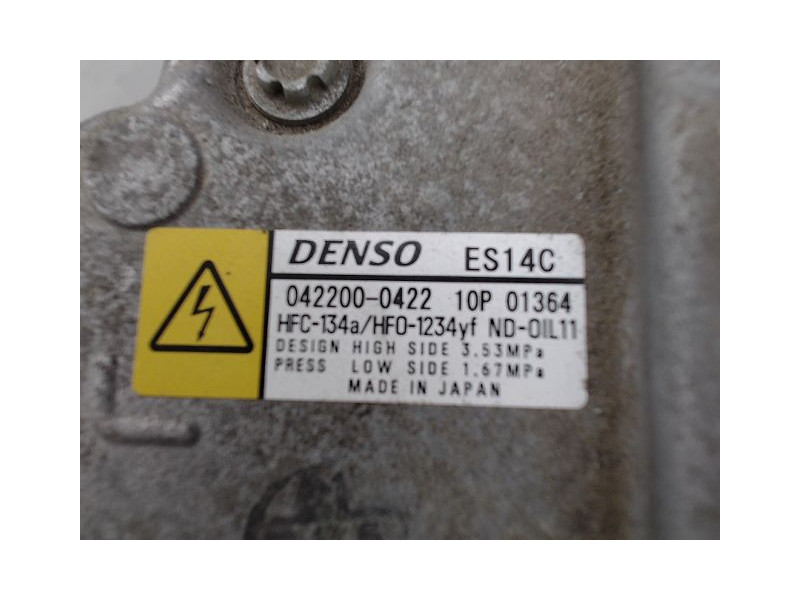 DENSO ES14C
042200-0422 10P 01364
HFC-134a/HFO-1234yf ND-OIL11
DESIGN HIGH SIDE 3.53MPa
PRESS LOW SIDE 1.67MPa
MADE IN JAPAN